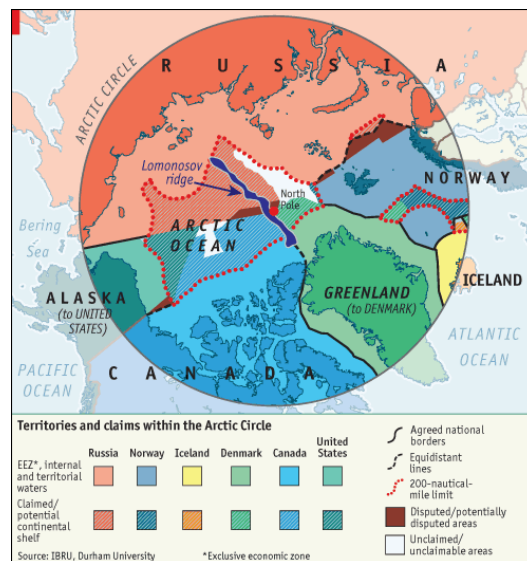 RUSSIA
ARCTIC CIRCLE
Lomonosov
ridge
North
Pole
NORWAY
ARCTIC
OCEAN
Bering
Sea
ICELAND
ALASKA
(to UNITED
STATES)
GREENLAND
(to DENMARK)
ATLANTIC
OCEAN
PACIFIC
OCEAN
CANADA
Territories and claims within the Arctic Circle
Russia Norway Iceland Denmark Canada United
States
EEZ*, internal
and territorial
waters
Claimed/
potential
continental
shelf
Agreed national
borders
Equidistant
lines
200-nautical-
mile limit
Disputed/potentially
disputed areas
Unclaimed/
unclaimable areas
Source: IBRU, Durham University *Exclusive economic zone